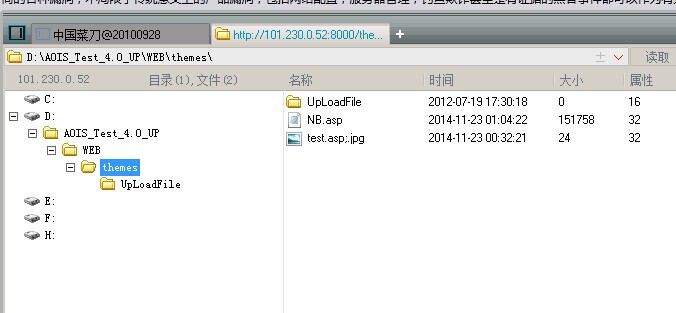 中国菜刀@20100928 http://101.230.0.52:8000/the... +
D:\AOIS_Test_4.0_UP\WEB\themes\ 读取
101.230.0.52 目录(1),文件(2) 名称 时间 大小 属性
C: UpLoadFile 2012-07-19 17:30:18 0 16
D: NB.asp 2014-11-23 01:04:22 151758 32
AOIS_Test_4.0_UP test.asp;.jpg 2014-11-23 00:32:21 24 32
WEB
themes
UpLoadFile
E:
F:
H: